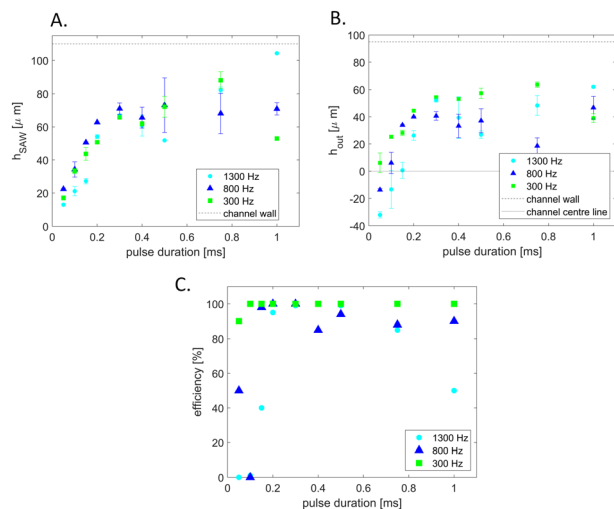 A.
h_SAW [μ m]
120
100
80
60
40
20
0
0 0.2 0.4 0.6 0.8 1
pulse duration [ms]
1300 Hz
800 Hz
300 Hz
channel wall
B.
h_out [μ m]
100
80
60
40
20
0
-20
-40
0 0.2 0.4 0.6 0.8 1
pulse duration [ms]
1300 Hz
800 Hz
300 Hz
channel wall
channel centre line
C.
efficiency [%]
100
80
60
40
20
0
0 0.2 0.4 0.6 0.8 1
pulse duration [ms]
1300 Hz
800 Hz
300 Hz